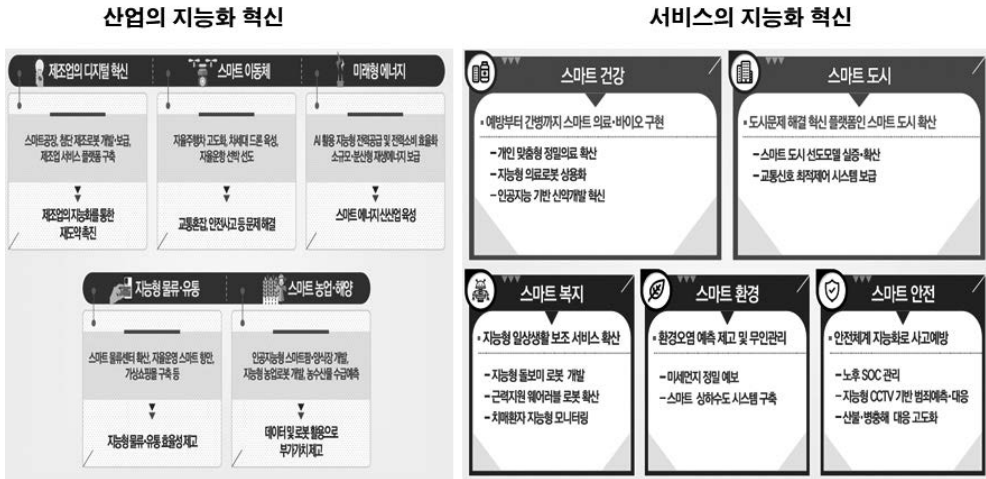 산업의 지능화 혁신
제조업의 디지털 혁신
스마트공장, 첨단 제조로봇 개발·보급,
제조업 서비스 플랫폼 구축
제조업의 지능화를 통한
재도약 촉진
스마트 이동체
자율주행차 고도화, 차세대 드론 육성,
자율운항 선박 선도
교통혼잡, 안전사고 등 문제 해결
미래형 에너지
AI 활용 지능형 전력공급 및 전력소비 효율화
소규모·분산형 재생에너지 보급
스마트 에너지 신산업 육성
지능형 물류·유통
스마트 물류센터 확산, 자율운영 스마트 항만,
가상쇼핑몰 구축 등
지능형 물류·유통 효율성 제고
스마트 농업·해양
인공지능형 스마트팜·양식장 개발,
지능형 농업로봇 개발, 농수산물 수급예측
데이터 및 로봇 활용으로
부가가치 제고
서비스의 지능화 혁신
스마트 건강
▪ 예방부터 간병까지 스마트 의료·바이오 구현
– 개인 맞춤형 정밀의료 확산
– 지능형 의료로봇 상용화
– 인공지능 기반 신약개발 혁신
스마트 도시
▪ 도시문제 해결 혁신 플랫폼인 스마트 도시 확산
– 스마트 도시 선도모델 실증·확산
– 교통신호 최적제어 시스템 보급
스마트 복지
▪ 지능형 일상생활 보조 서비스 확산
– 지능형 돌보미 로봇 개발
– 근력지원 웨어러블 로봇 확산
– 치매환자 지능형 모니터링
스마트 환경
▪ 환경오염 예측 제고 및 무인관리
– 미세먼지 정밀 예보
– 스마트 상하수도 시스템 구축
스마트 안전
▪ 안전체계 지능화로 사고예방
– 노후 SOC 관리
– 지능형 CCTV 기반 범죄예측·대응
– 산불·병충해 대응 고도화